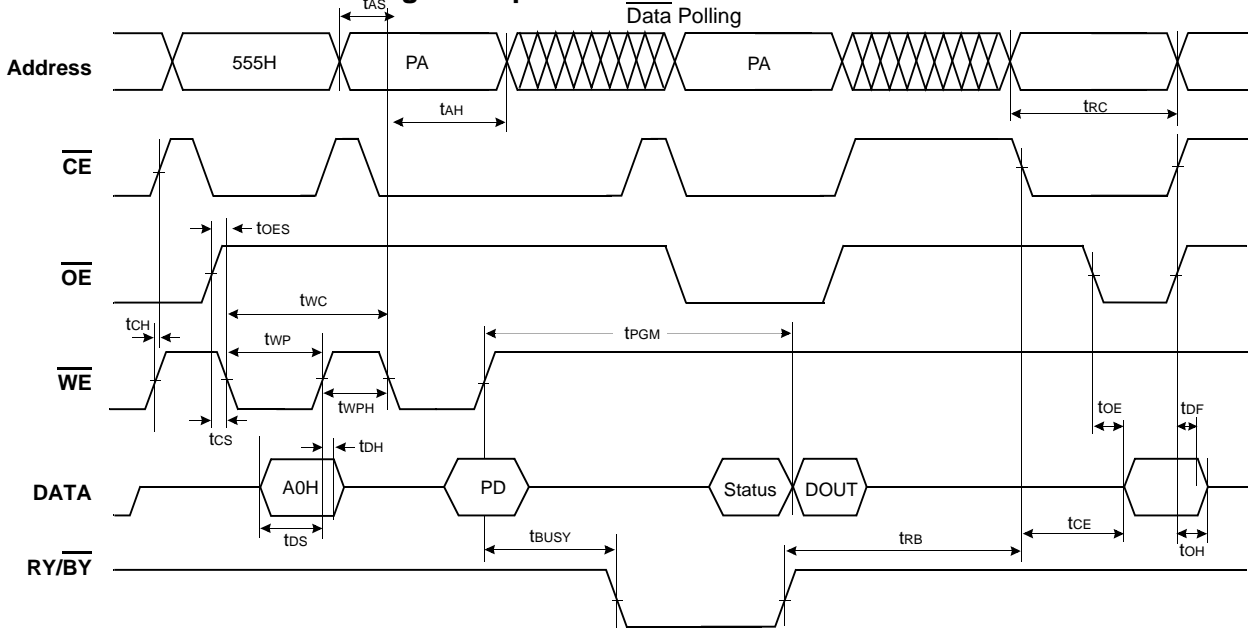 tAS
Data Polling
Address
555H
PA
PA
tAH
tRC
CE
tOES
OE
tWC
tCH
tWP
tPGM
WE
tWPH
tOE
tDF
tCS
tDH
DATA
A0H
PD
Status
DOUT
tDS
tBUSY
tRB
tCE
tOH
RY/BY